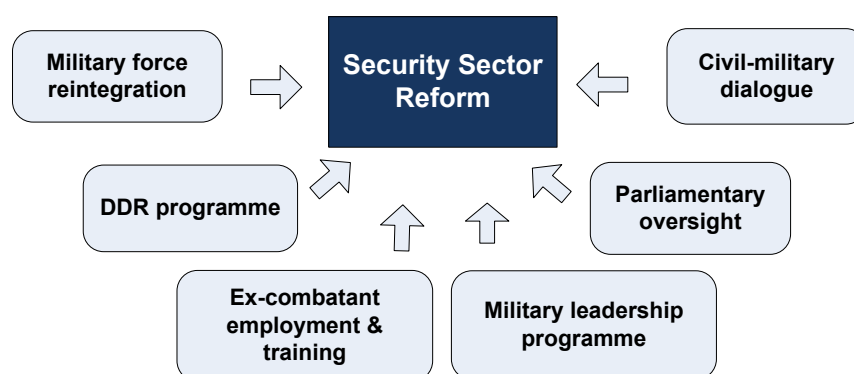 Military force
reintegration
Security Sector
Reform
Civil-military
dialogue
DDR programme
Parliamentary
oversight
Ex-combatant
employment &
training
Military leadership
programme